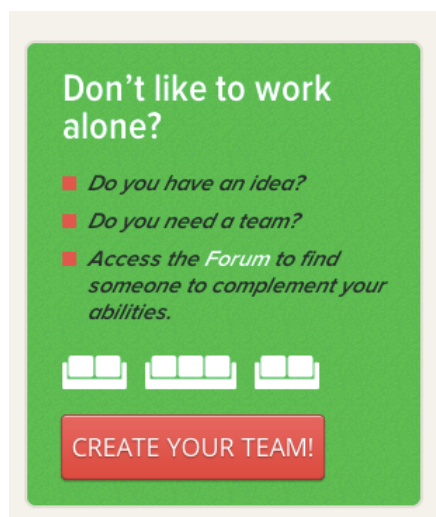 Don’t like to work
alone?
Do you have an idea?
Do you need a team?
Access the Forum to find
someone to complement your
abilities.
CREATE YOUR TEAM!